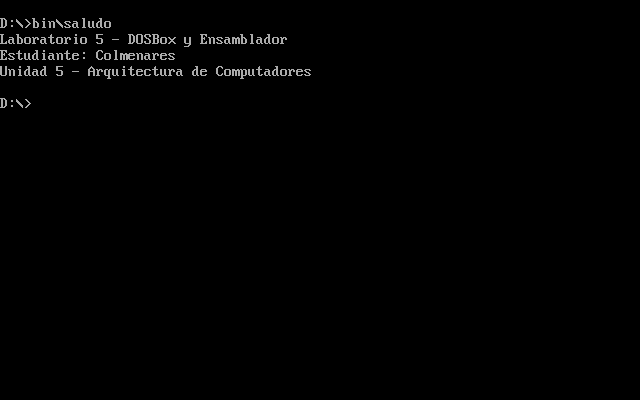 D:\>bin\saludo
Laboratorio 5 - DOSBox y Ensamblador
Estudiante: Colmenares
Unidad 5 - Arquitectura de Computadores
D:\>